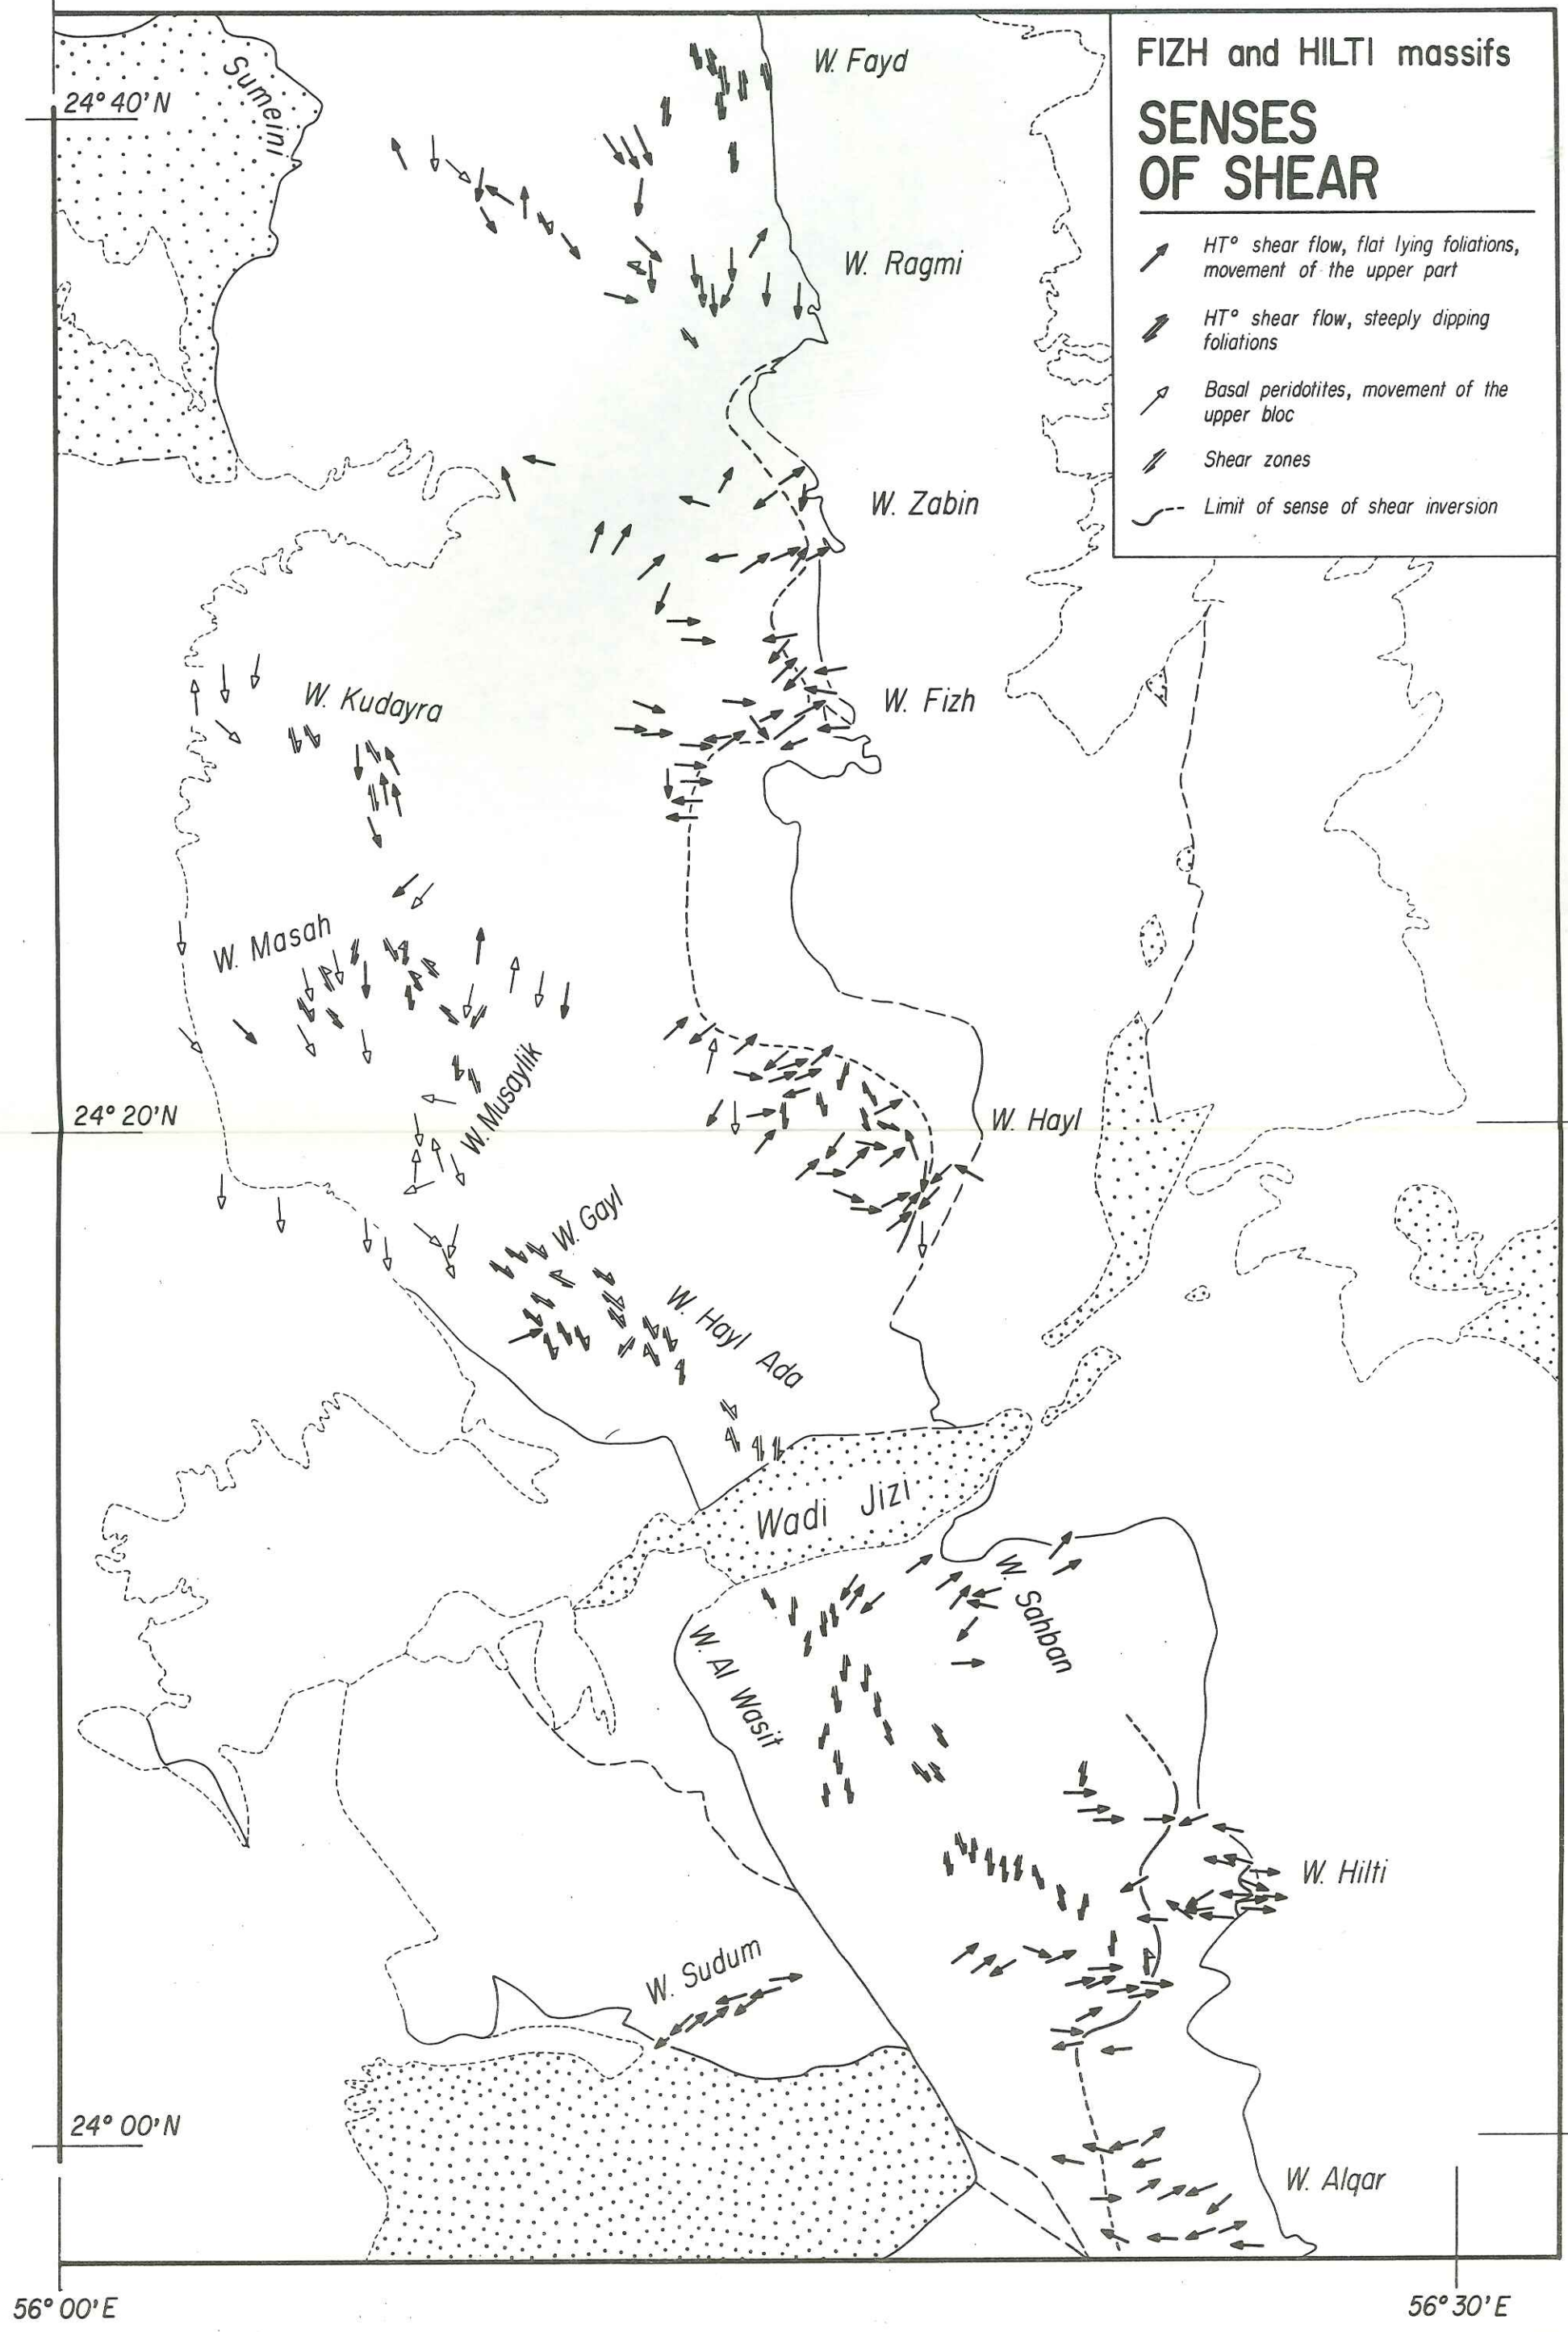 FIZH and HILTI massifs
SENSES
OF SHEAR
HT° shear flow, flat lying foliations,
movement of the upper part
HT° shear flow, steeply dipping
foliations
Basal peridotites, movement of the
upper bloc
Shear zones
Limit of sense of shear inversion
W. Fayd
Sumeini
24° 40' N
W. Ragmi
W. Zabin
W. Kudayra
W. Fizh
W. Masah
W. Musaylik
24° 20' N
W. Hayl
W. Gayl
W. Hayl Ada
Wadi Jizi
W. Sahban
W. Al Wasit
W. Hilti
W. Sudum
24° 00' N
W. Alqar
56° 00' E
56° 30' E